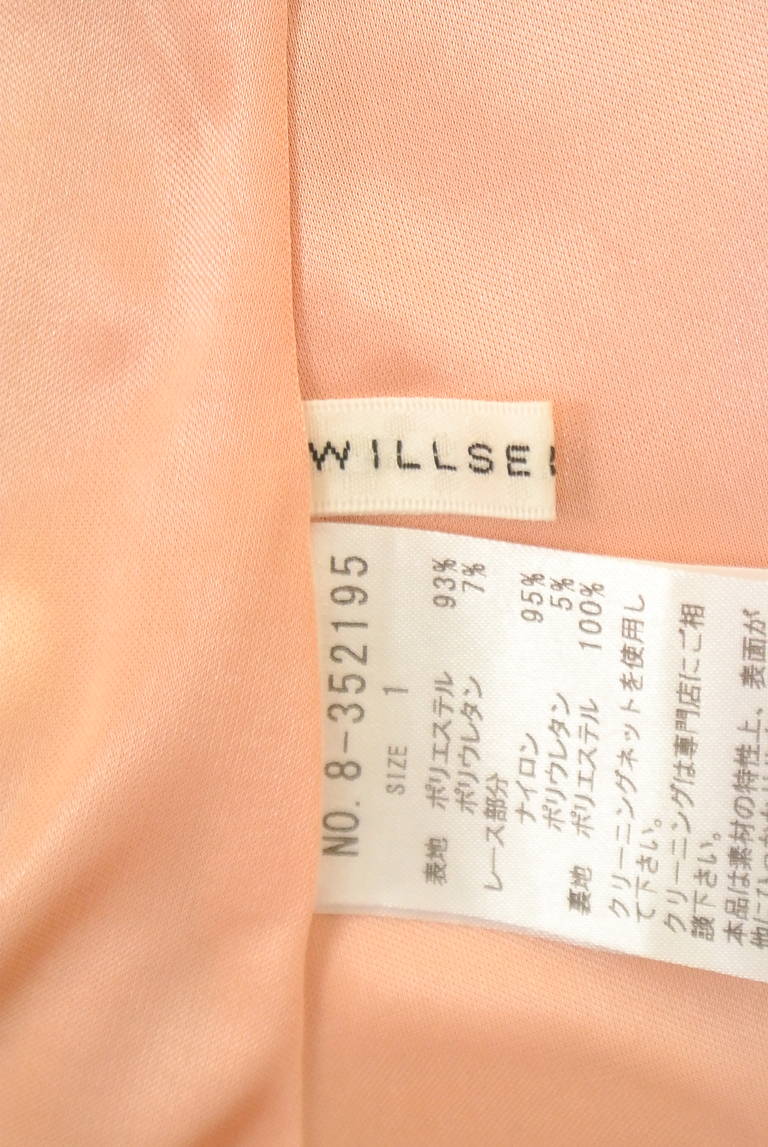 WILLSE
NO. 8-352195
SIZE 1
表地 ポリエステル 93%
ポリウレタン 7%
レース部分
ナイロン 95%
ポリウレタン 5%
裏地 ポリエステル 100%
クリーニングネットを使用し
て下さい。
クリーニングは専門店にご相
談下さい。
本品は素材の特性上、表面が